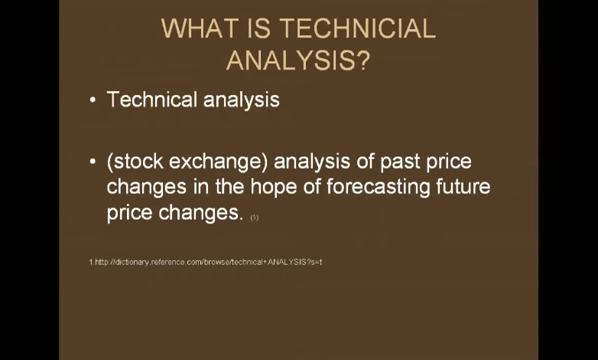 WHAT IS TECHNICIAL
ANALYSIS?
• Technical analysis
• (stock exchange) analysis of past price
changes in the hope of forecasting future
price changes. (1)
1.http://dictionary.reference.com/browse/technical+ANALYSIS?s=t